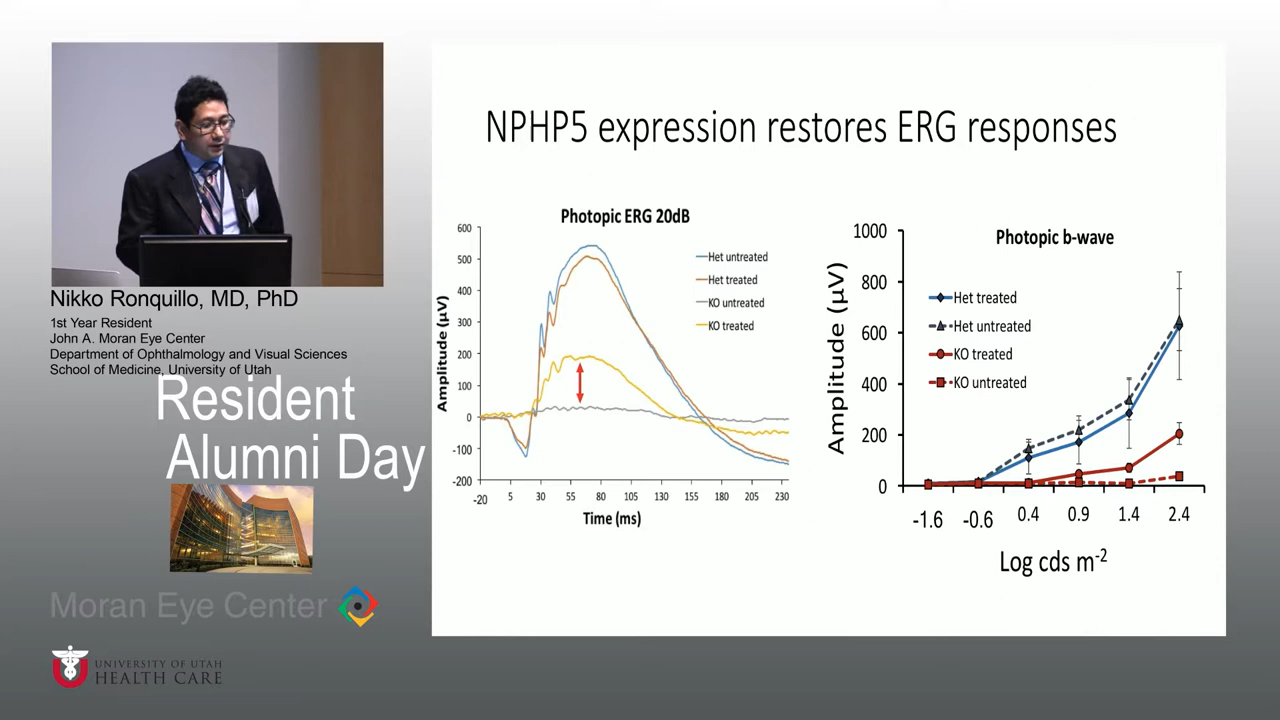 Nikko Ronquillo, MD, PhD
1st Year Resident
John A. Moran Eye Center
Department of Ophthalmology and Visual Sciences
School of Medicine, University of Utah
Resident
Alumni Day
Moran Eye Center
UNIVERSITY OF UTAH
HEALTH CARE
NPHP5 expression restores ERG responses
Photopic ERG 20dB
Amplitude (µV)
600
500
400
300
200
100
0
-100
-200
-20 5 30 55 80 105 130 155 180 205 230
Time (ms)
Het untreated
Het treated
KO untreated
KO treated
Photopic b-wave
Amplitude (µV)
1000
800
600
400
200
0
-1.6 -0.6 0.4 0.9 1.4 2.4
Log cds m⁻²
Het treated
Het untreated
KO treated
KO untreated